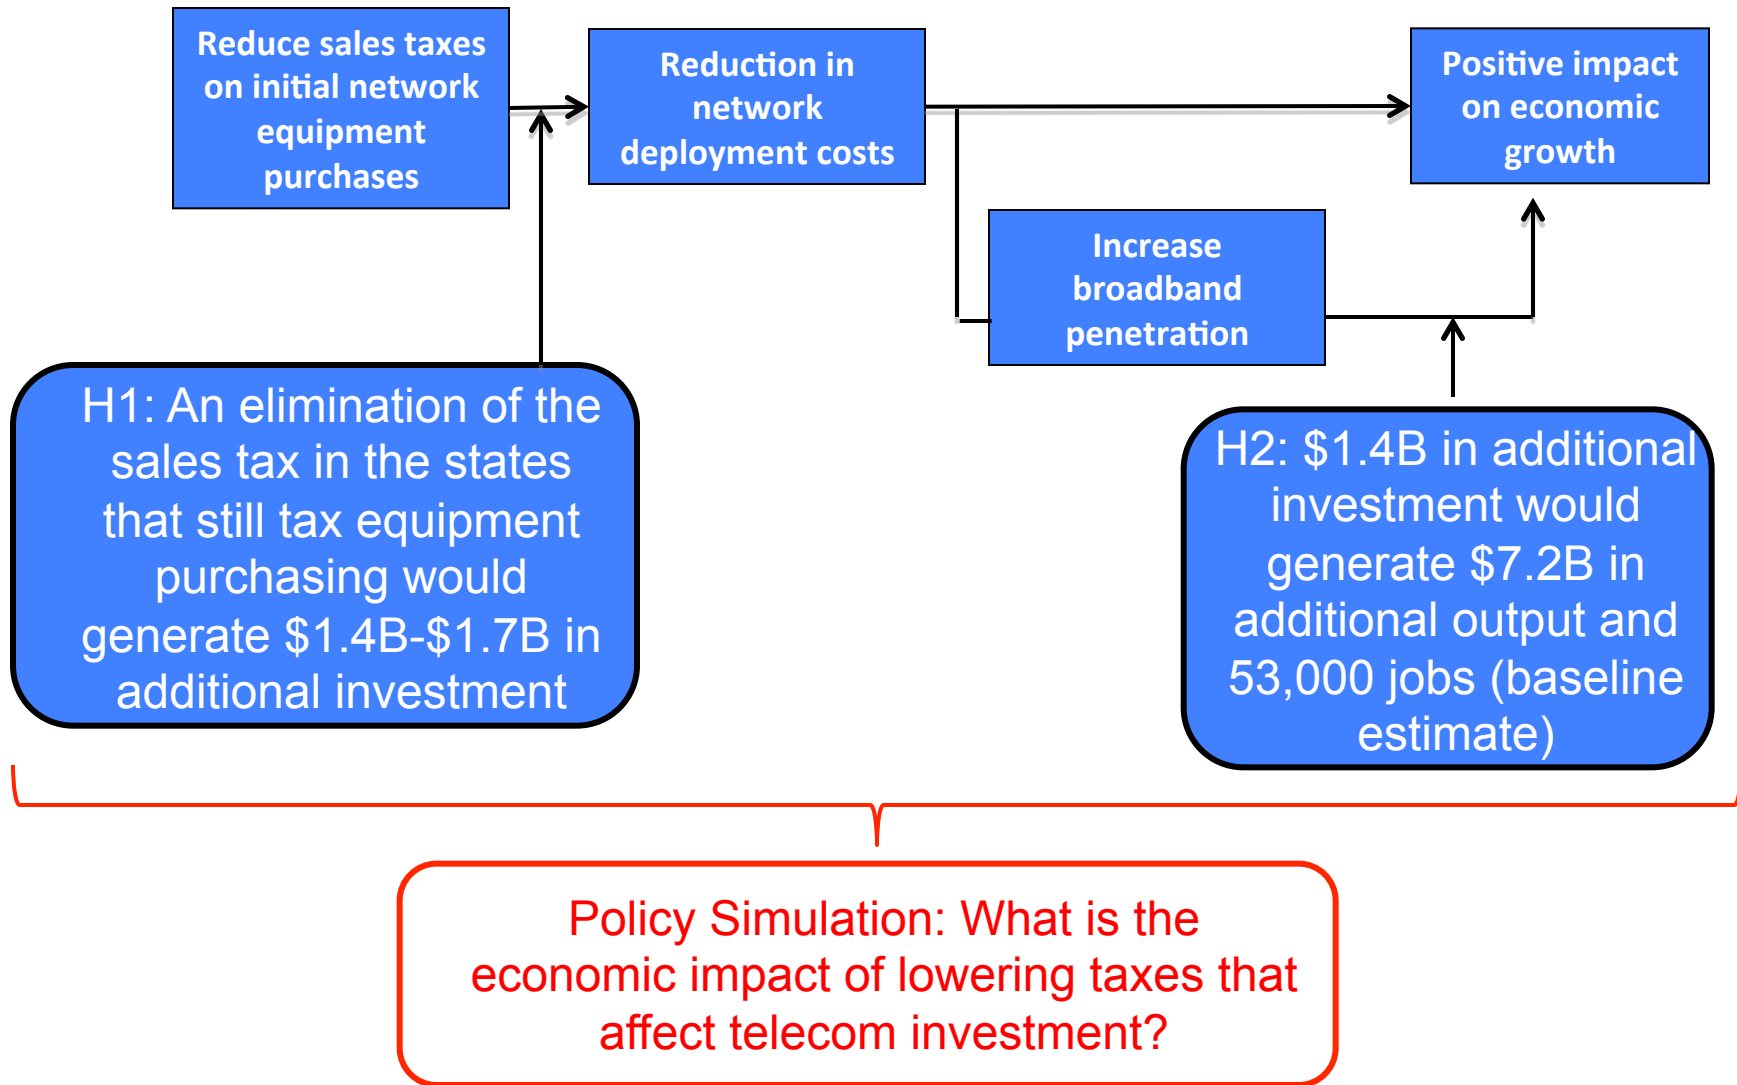 Reduce sales taxes
on initial network
equipment
purchases
Reduction in
network
deployment costs
Positive impact
on economic
growth
Increase
broadband
penetration
H1: An elimination of the
sales tax in the states
that still tax equipment
purchasing would
generate $1.4B-$1.7B in
additional investment
H2: $1.4B in additional
investment would
generate $7.2B in
additional output and
53,000 jobs (baseline
estimate)
Policy Simulation: What is the
economic impact of lowering taxes that
affect telecom investment?